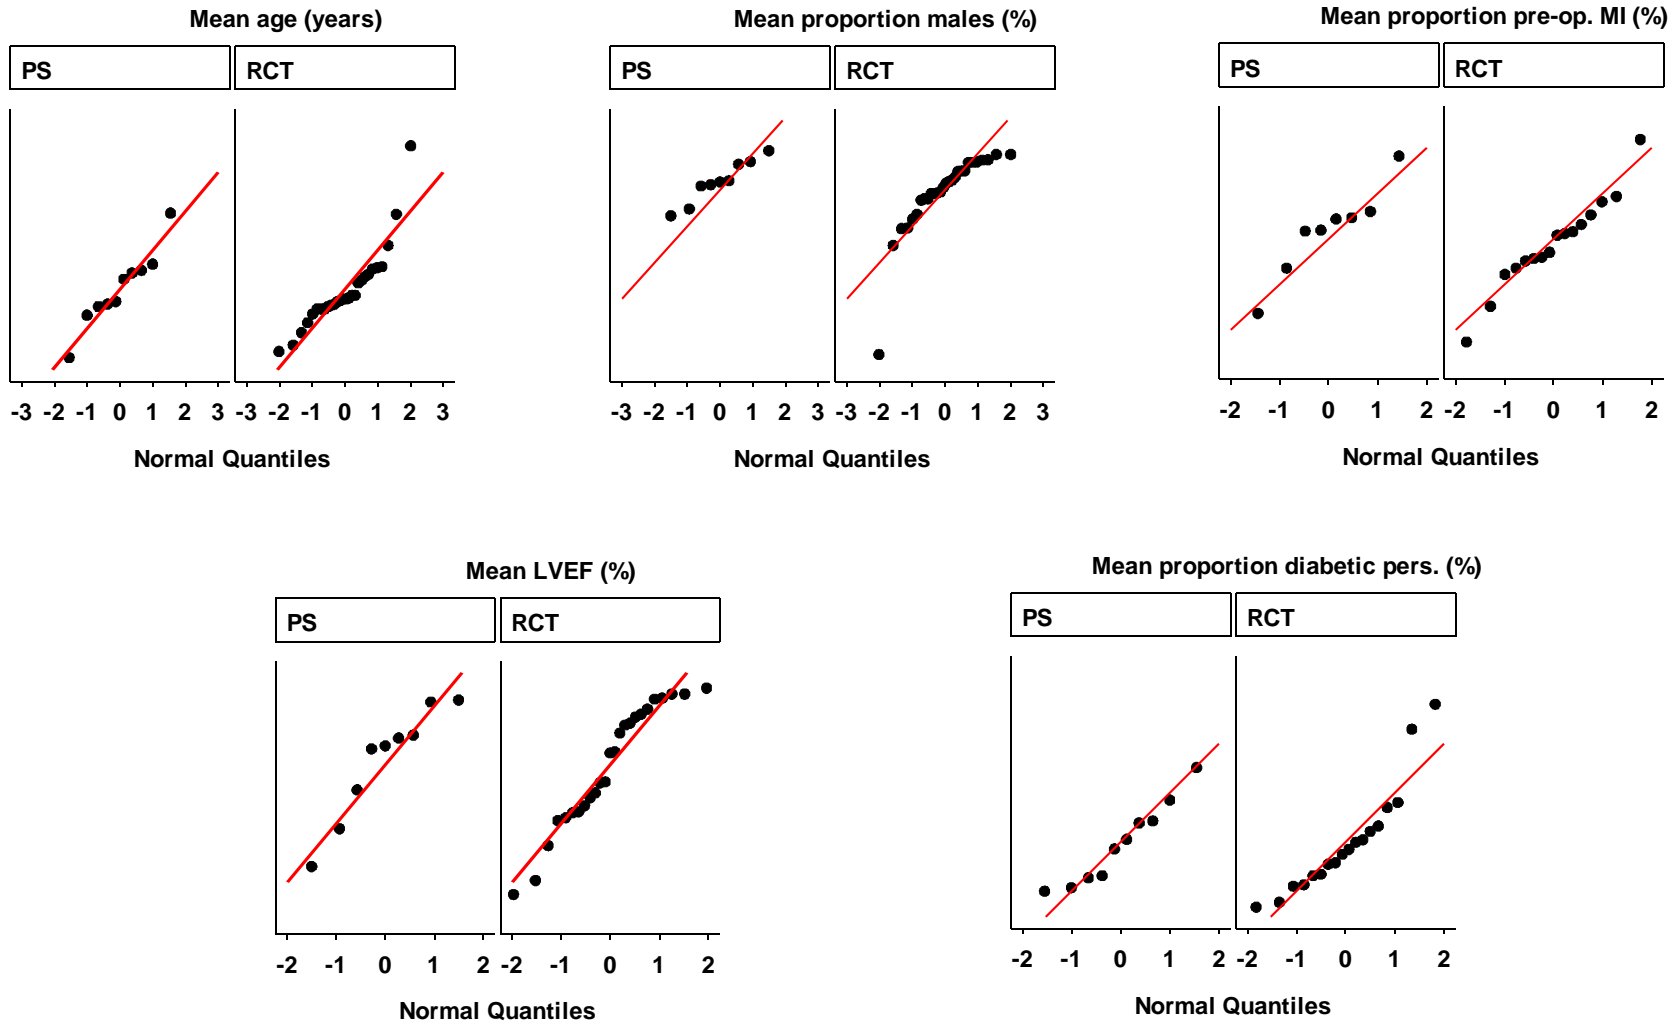 Mean age (years)
PS RCT
-3 -2 -1 0 1 2 3 -3 -2 -1 0 1 2 3
Normal Quantiles
Mean proportion males (%)
PS RCT
-3 -2 -1 0 1 2 3 -3 -2 -1 0 1 2 3
Normal Quantiles
Mean proportion pre-op. MI (%)
PS RCT
-2 -1 0 1 2 -2 -1 0 1 2
Normal Quantiles
Mean LVEF (%)
PS RCT
-2 -1 0 1 2 -2 -1 0 1 2
Normal Quantiles
Mean proportion diabetic pers. (%)
PS RCT
-2 -1 0 1 2 -2 -1 0 1 2
Normal Quantiles